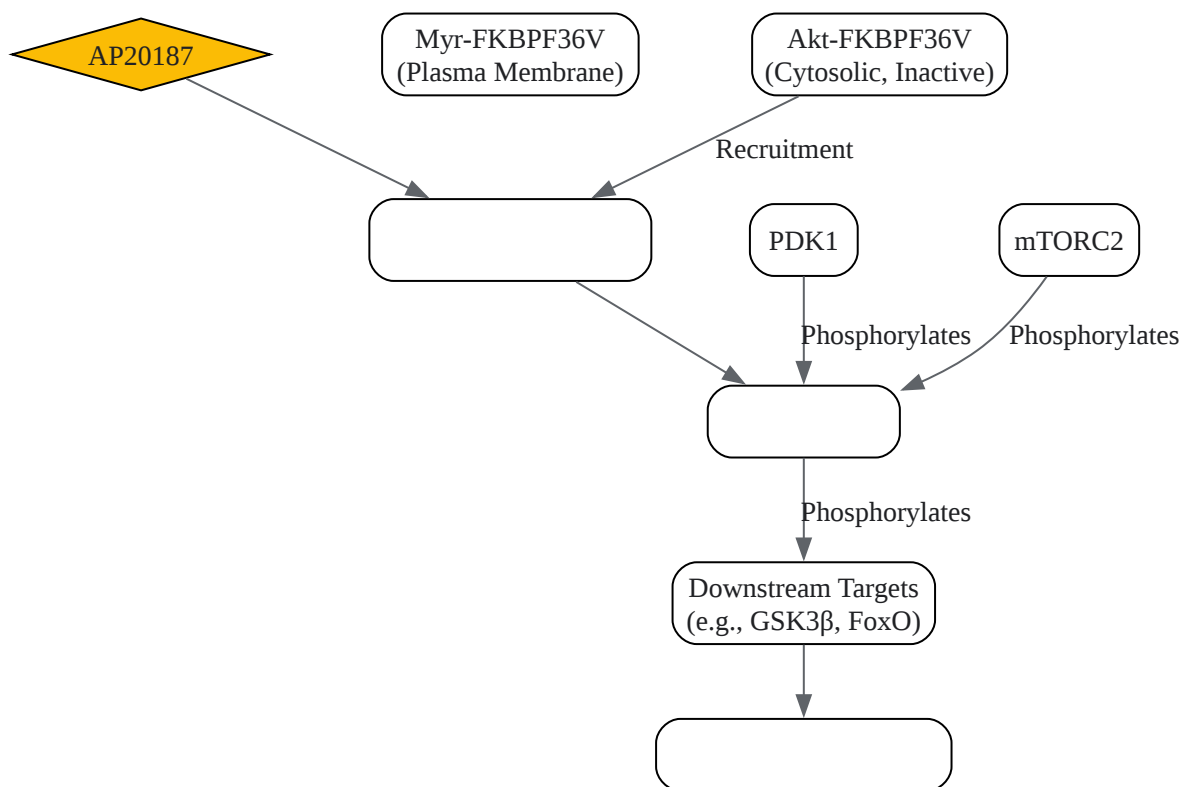 AP20187
Myr-FKBPF36V
(Plasma Membrane)
Akt-FKBPF36V
(Cytosolic, Inactive)
Recruitment
PDK1
mTORC2
Phosphorylates
Phosphorylates
Phosphorylates
Downstream Targets
(e.g., GSK3β, FoxO)